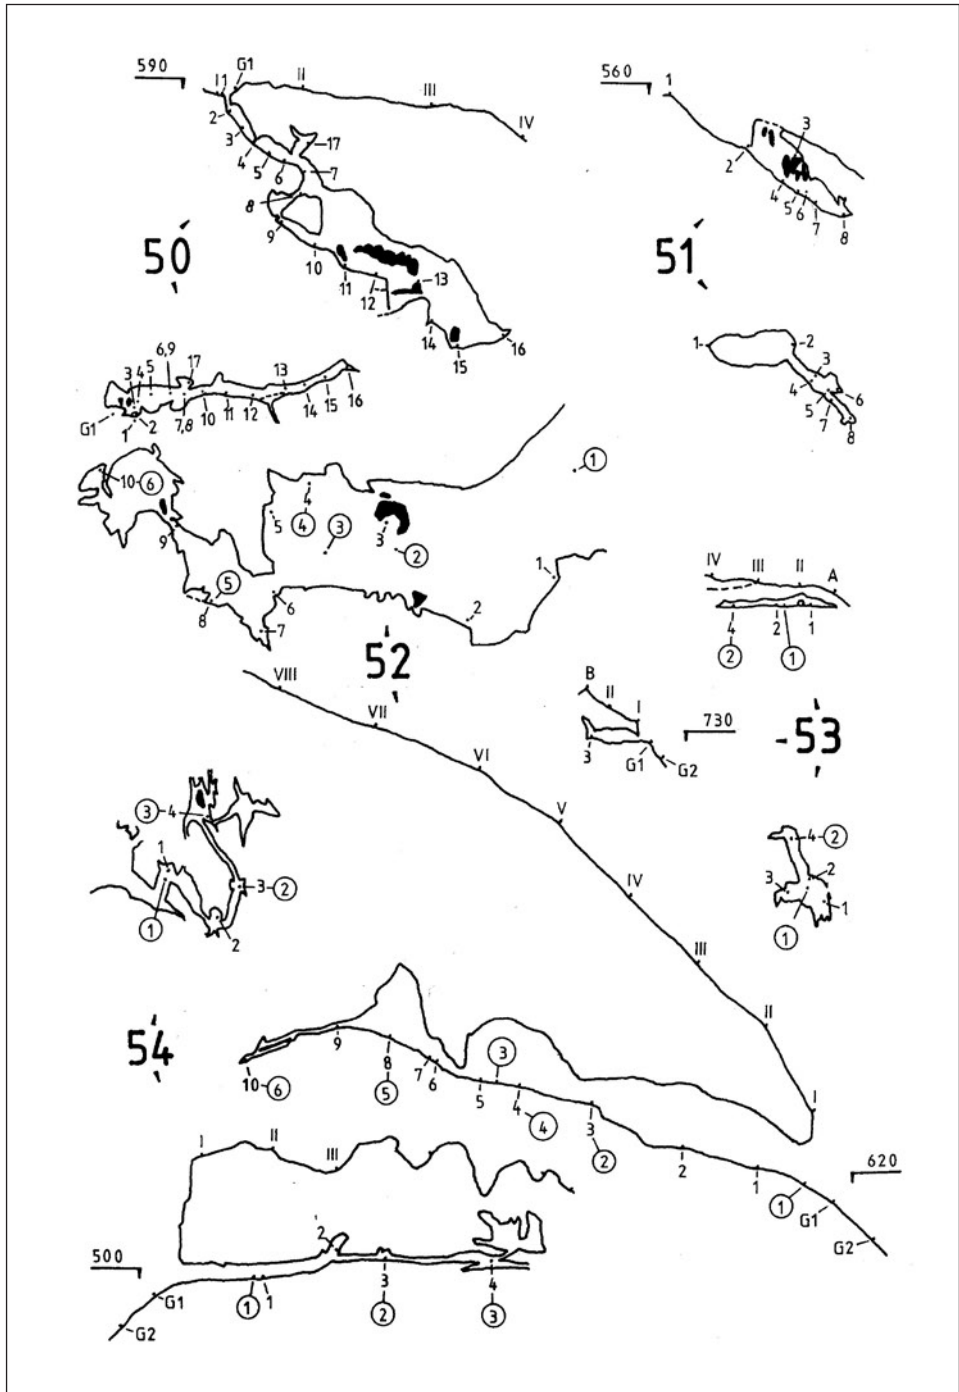 590
I1 G1 II III IV
2 3 4 5 6 17 7
8 9 10 11 12 13 14 15 16
50
560
1 2 3 4 5 6 7 8
51
3 4 5 6,9 17 13
G1 1 2 7,8 10 11 12 14 15 16
1 2 3 4 5 6 7 8
10 6 9 5 8 7 6 5 4 4 3 3 2 1 1 2
52
IV III II A
4 2 1
2 1
B II I
3 G1 G2
730
53
4 2
3 2 1
1
VIII VII VI V IV III II I
3 4
1 3 2
1 2
54
10 6 9 8 5 7 6 5 3 4 4 3 2 2 1 1 G1 G2
620
I II III
2
500
G1 1 1 3 4
G2 2 3